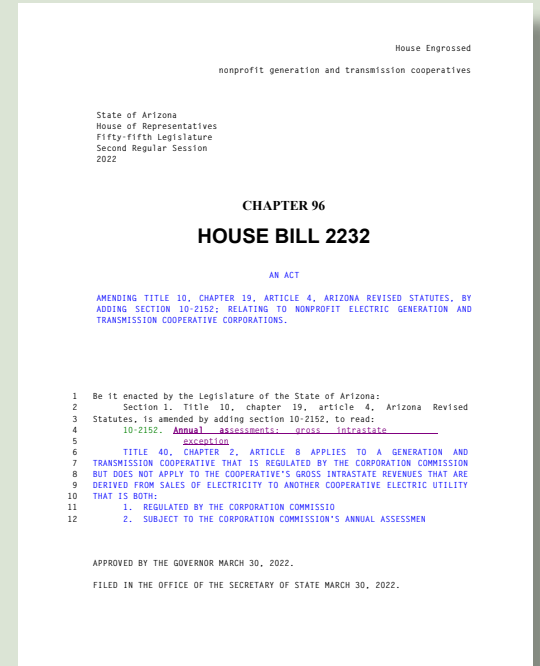 House Engrossed
nonprofit generation and transmission cooperatives
State of Arizona
House of Representatives
Fifty-fifth Legislature
Second Regular Session
2022
CHAPTER 96
HOUSE BILL 2232
AN ACT
AMENDING TITLE 10, CHAPTER 19, ARTICLE 4, ARIZONA REVISED STATUTES, BY
ADDING SECTION 10-2152; RELATING TO NONPROFIT ELECTRIC GENERATION AND
TRANSMISSION COOPERATIVE CORPORATIONS.
1 Be it enacted by the Legislature of the State of Arizona:
2 Section 1. Title 10, chapter 19, article 4, Arizona Revised
3 Statutes, is amended by adding section 10-2152, to read:
4 10-2152. Annual assessments; gross intrastate
5 exception
6 TITLE 40, CHAPTER 2, ARTICLE 8 APPLIES TO A GENERATION AND
7 TRANSMISSION COOPERATIVE THAT IS REGULATED BY THE CORPORATION COMMISSION
8 BUT DOES NOT APPLY TO THE COOPERATIVE'S GROSS INTRASTATE REVENUES THAT ARE
9 DERIVED FROM SALES OF ELECTRICITY TO ANOTHER COOPERATIVE ELECTRIC UTILITY
10 THAT IS BOTH:
11 1. REGULATED BY THE CORPORATION COMMISSIO
12 2. SUBJECT TO THE CORPORATION COMMISSION'S ANNUAL ASSESSMEN
APPROVED BY THE GOVERNOR MARCH 30, 2022.
FILED IN THE OFFICE OF THE SECRETARY OF STATE MARCH 30, 2022.